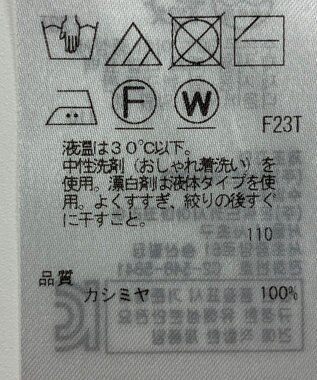 F
W
F23T
液温は30℃以下。
中性洗剤（おしゃれ着洗い）を
使用。漂白剤は液体タイプを使
用。よくすすぎ、絞りの後すぐ
に干すこと。
110
品質
カシミヤ 100%